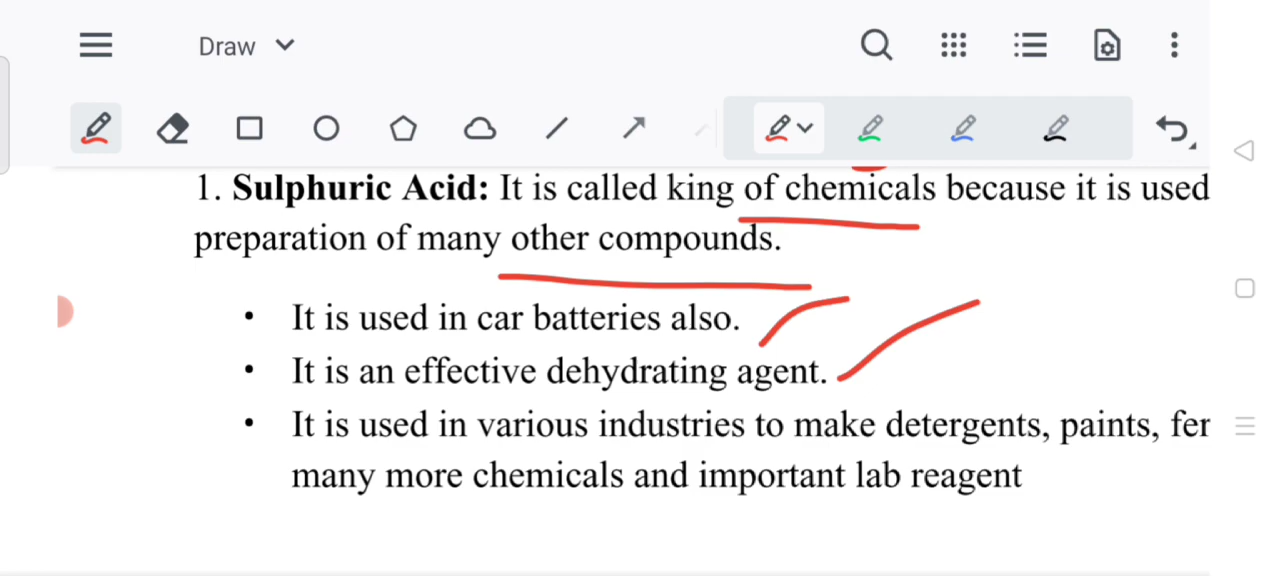 Draw
1. Sulphuric Acid: It is called king of chemicals because it is used
preparation of many other compounds.
• It is used in car batteries also.
• It is an effective dehydrating agent.
• It is used in various industries to make detergents, paints, fer
many more chemicals and important lab reagent